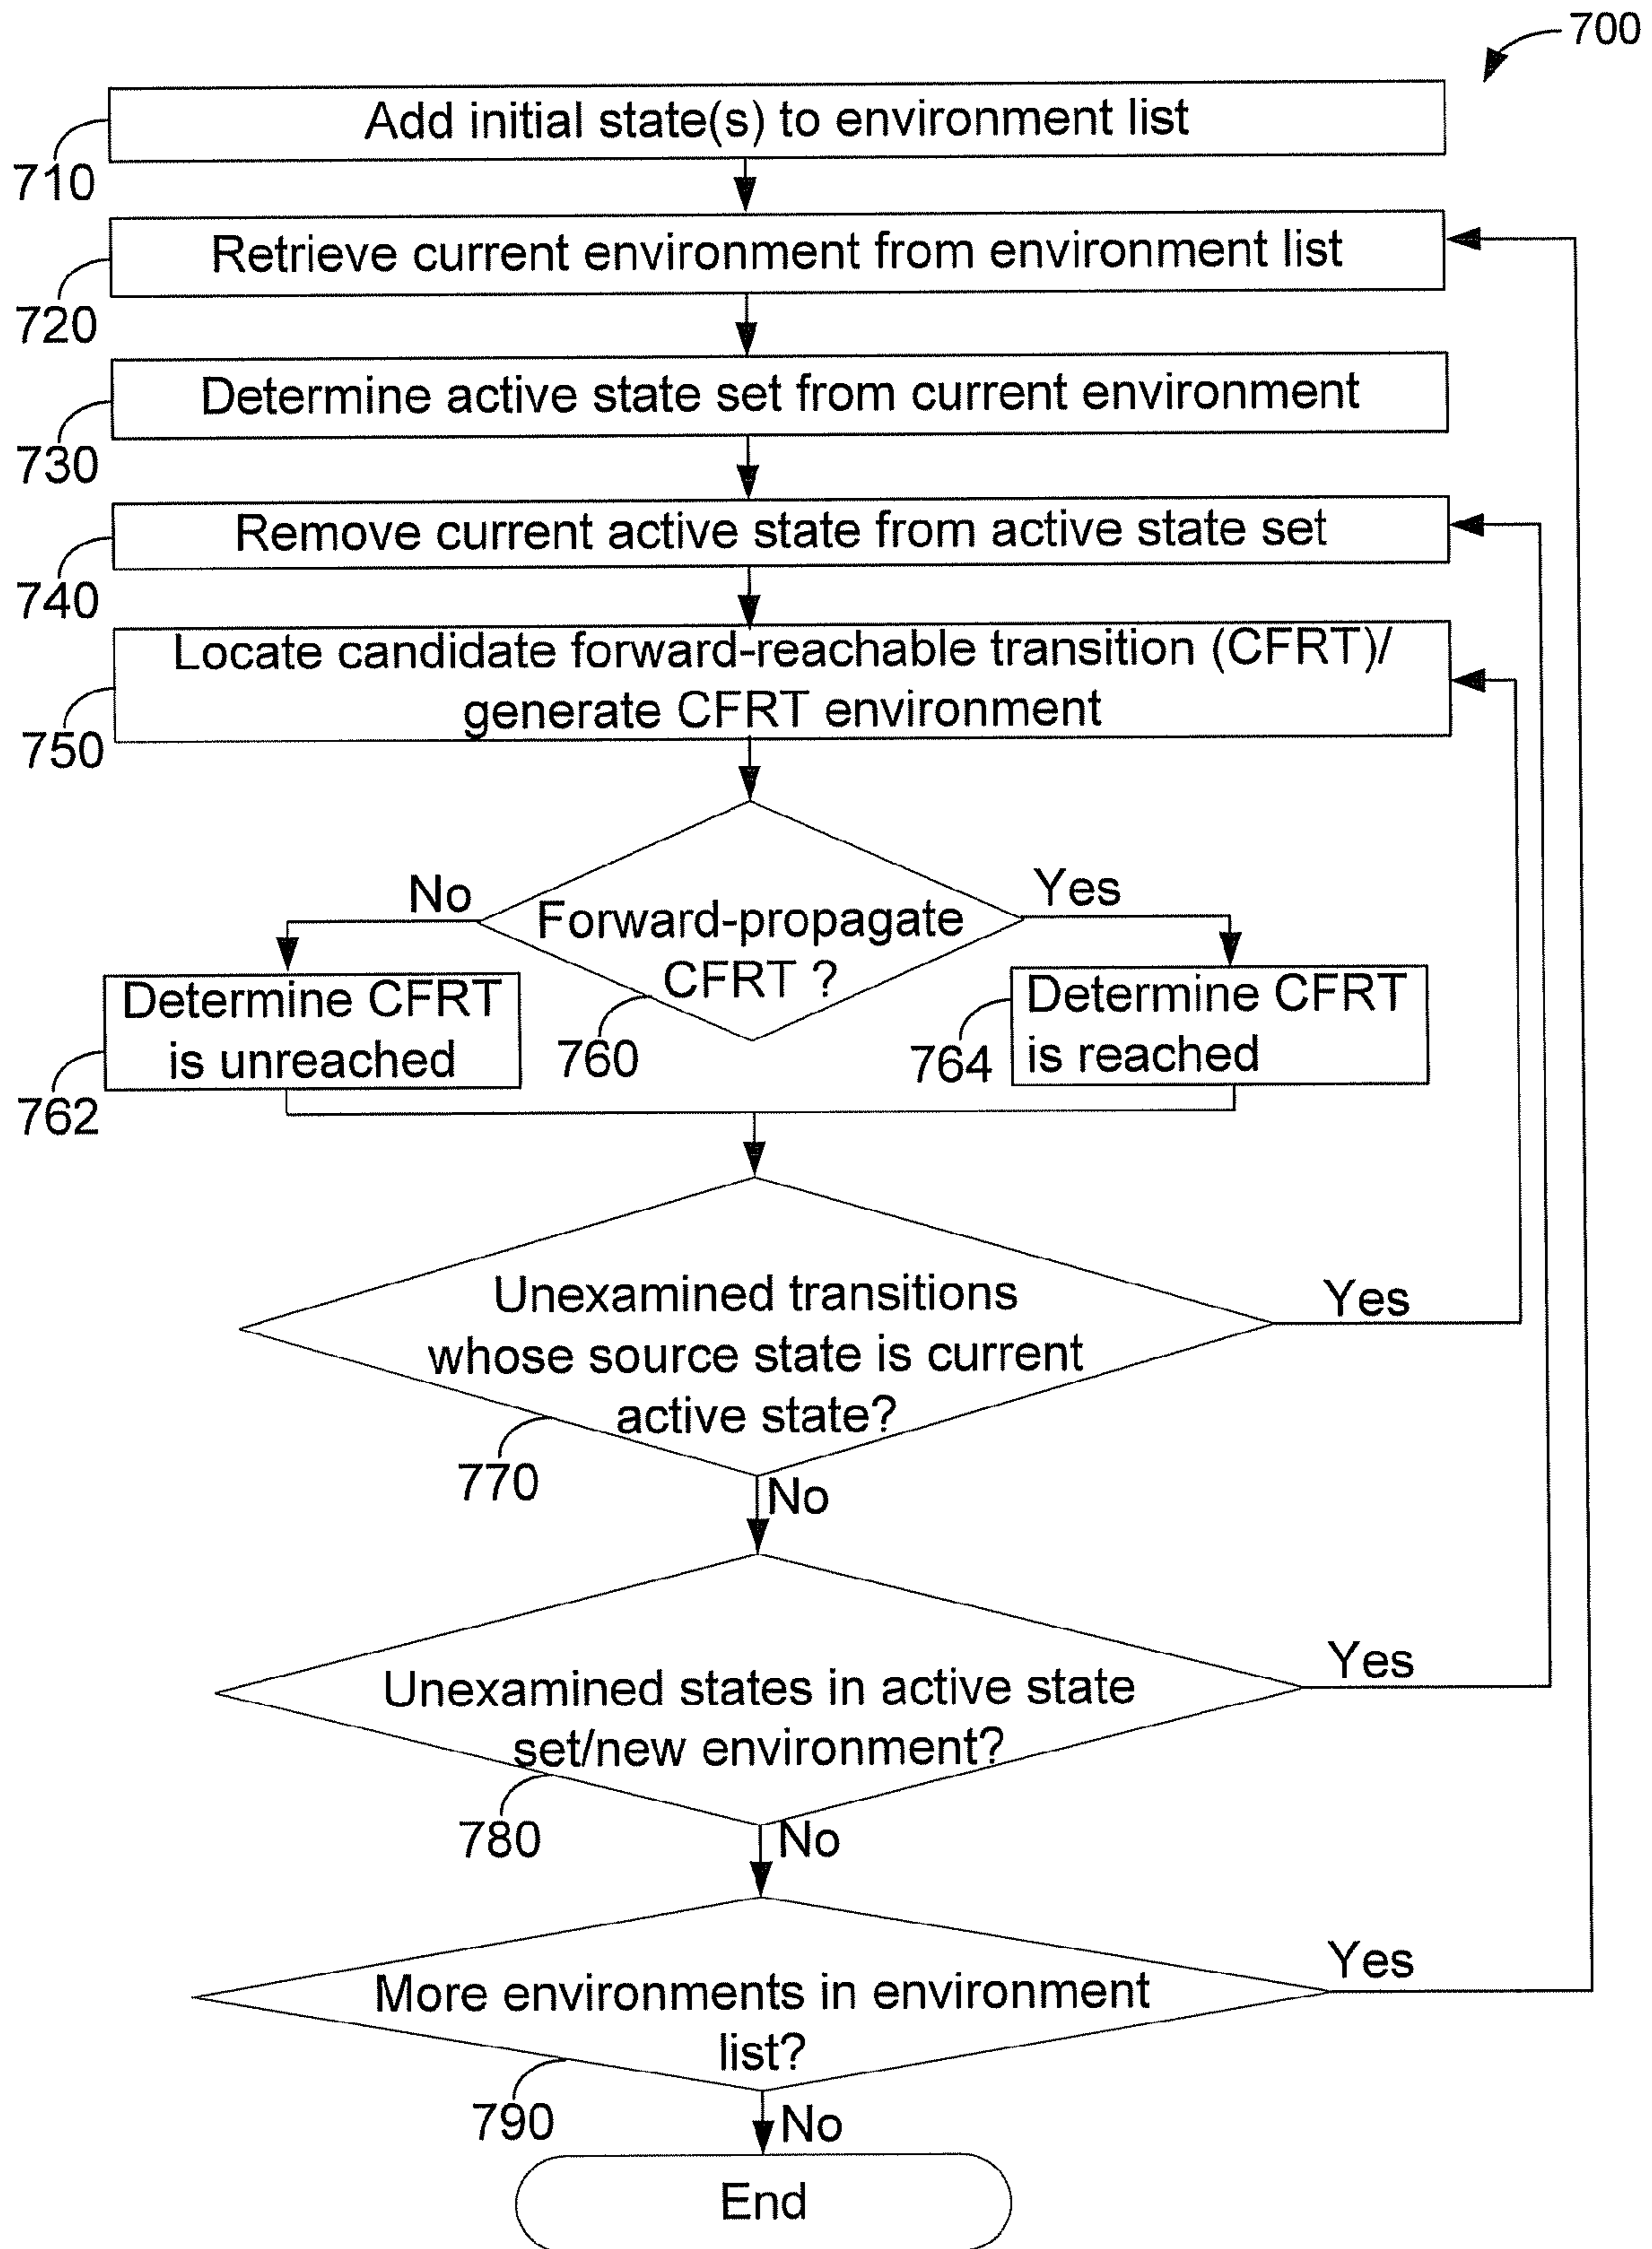 700
Add initial state(s) to environment list
710
Retrieve current environment from environment list
720
Determine active state set from current environment
730
Remove current active state from active state set
740
Locate candidate forward-reachable transition (CFRT)/
generate CFRT environment
750
No
Yes
Forward-propagate
CFRT ?
760
Determine CFRT
is unreached
762
Determine CFRT
is reached
764
Unexamined transitions
whose source state is current
active state?
Yes
770
No
Unexamined states in active state
set/new environment?
Yes
780
No
More environments in environment
list?
Yes
790
No
End